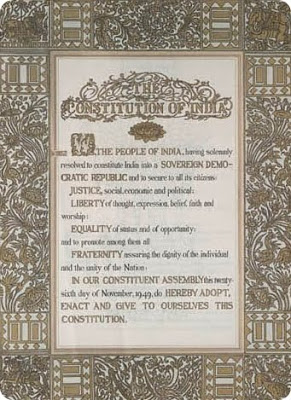 THE
CONSTITUTION OF INDIA
WE, THE PEOPLE OF INDIA, having solemnly
resolved to constitute India into a SOVEREIGN DEMO-
CRATIC REPUBLIC and to secure to all its citizens:
JUSTICE, social, economic and political;
LIBERTY of thought, expression, belief, faith and
worship;
EQUALITY of status and of opportunity;
and to promote among them all
FRATERNITY assuring the dignity of the individual
and the unity of the Nation;
IN OUR CONSTITUENT ASSEMBLY this twenty-
sixth day of November, 1949, do HEREBY ADOPT,
ENACT AND GIVE TO OURSELVES THIS
CONSTITUTION.